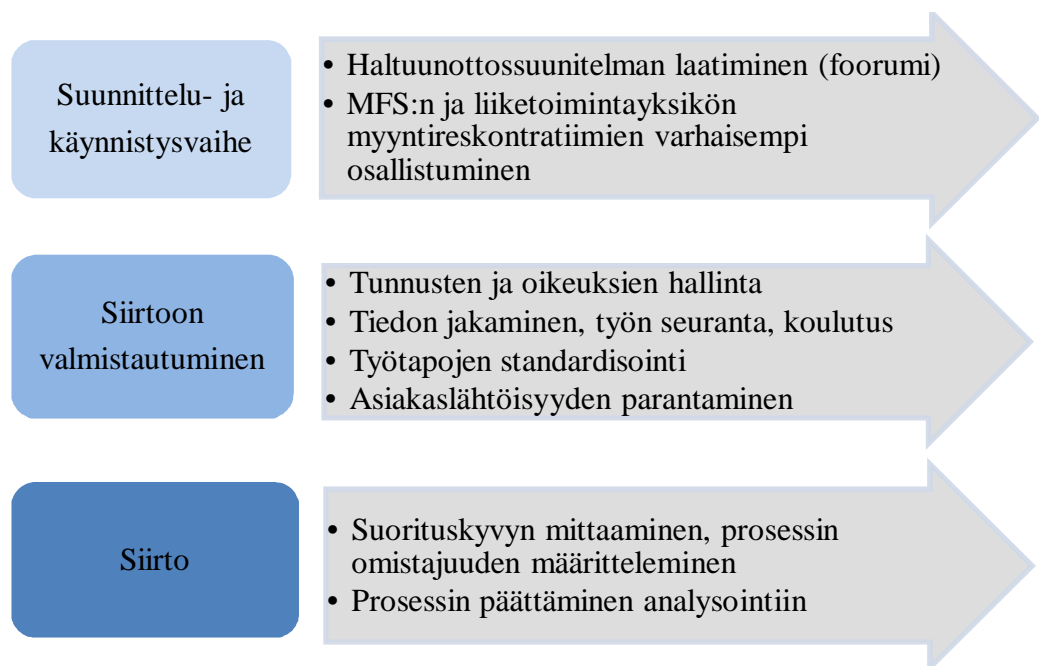 Suunnittelu- ja
käynnistysvaihe
• Haltuunottossuunitelman laatiminen (foorumi)
• MFS:n ja liiketoimintayksikön
myyntireskontratiimien varhaisempi
osallistuminen
Siirtoon
valmistautuminen
• Tunnusten ja oikeuksien hallinta
• Tiedon jakaminen, työn seuranta, koulutus
• Työtapojen standardisointi
• Asiakaslähtöisyyden parantaminen
Siirto
• Suorituskyvyn mittaaminen, prosessin
omistajuuden määritteleminen
• Prosessin päättäminen analysointiin